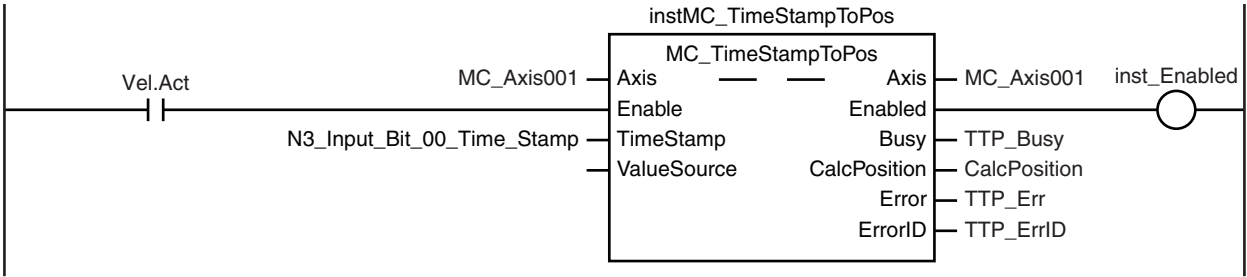 instMC_TimeStampToPos
MC_TimeStampToPos
Vel.Act
MC_Axis001 Axis Axis MC_Axis001 inst_Enabled
Enable Enabled
N3_Input_Bit_00_Time_Stamp TimeStamp Busy TTP_Busy
ValueSource CalcPosition CalcPosition
Error TTP_Err
ErrorID TTP_ErrID